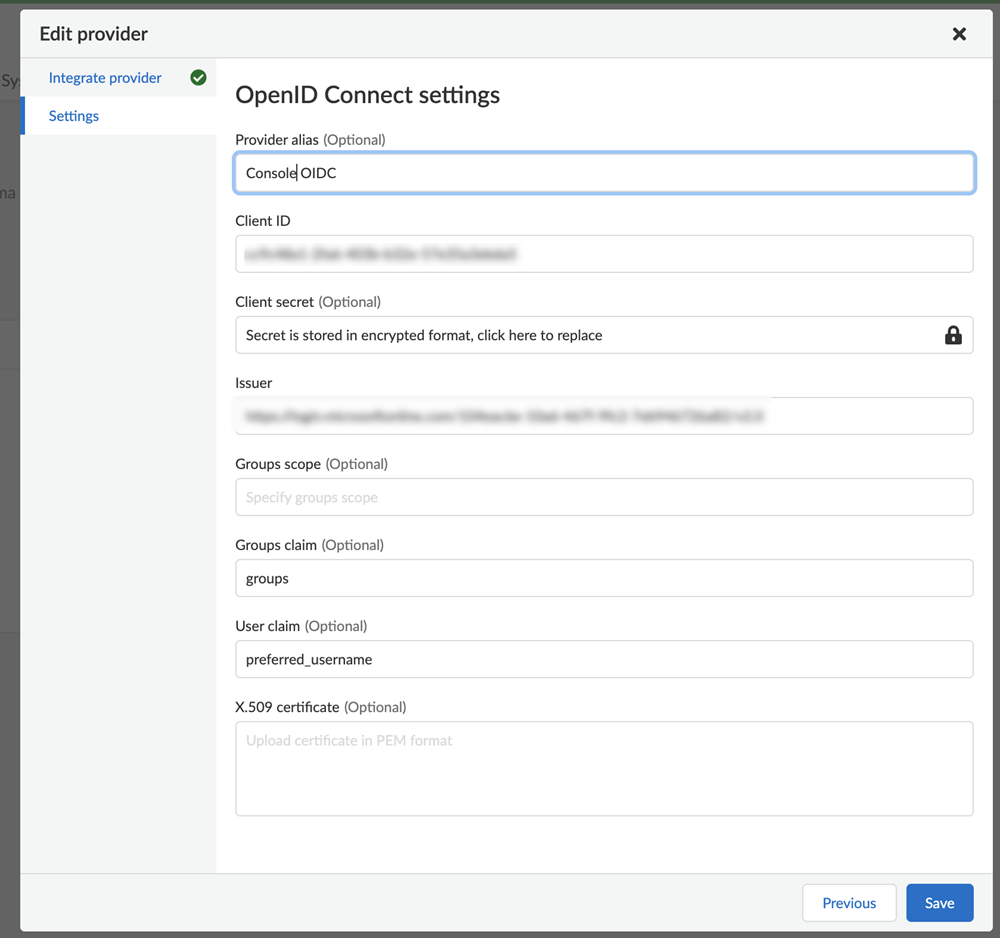 Edit provider
Sys
Integrate provider
Settings
ma
OpenID Connect settings
Provider alias (Optional)
Console OIDC
Client ID
Client secret (Optional)
Secret is stored in encrypted format, click here to replace
Issuer
Groups scope (Optional)
Specify groups scope
Groups claim (Optional)
groups
User claim (Optional)
preferred_username
X.509 certificate (Optional)
Upload certificate in PEM format
Previous
Save